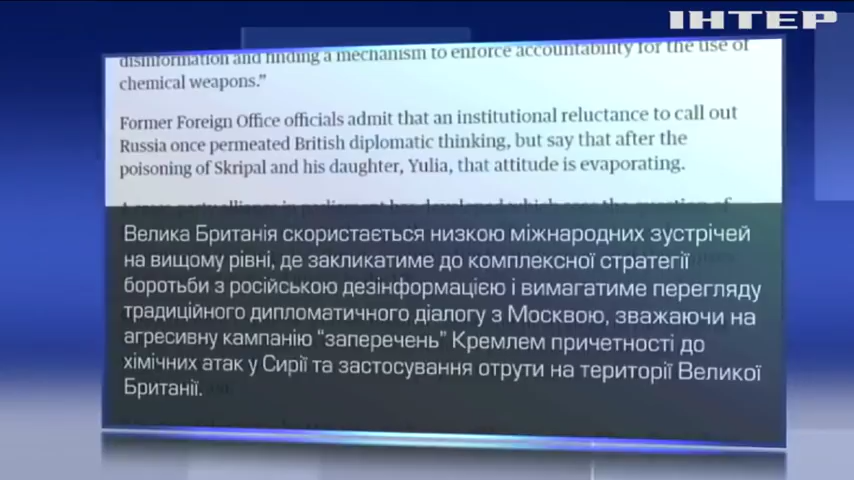 ІНТЕР
disinformation and finding a mechanism to enforce accountability for the use of
chemical weapons.”
Former Foreign Office officials admit that an institutional reluctance to call out
Russia once permeated British diplomatic thinking, but say that after the
poisoning of Skripal and his daughter, Yulia, that attitude is evaporating.
Велика Британія скористається низкою міжнародних зустрічей
на вищому рівні, де закликатиме до комплексної стратегії
боротьби з російською дезінформацією і вимагатиме перегляду
традиційного дипломатичного діалогу з Москвою, зважаючи на
агресивну кампанію "заперечень" Кремлем причетності до
хімічних атак у Сирії та застосування отрути на території Великої
Британії.